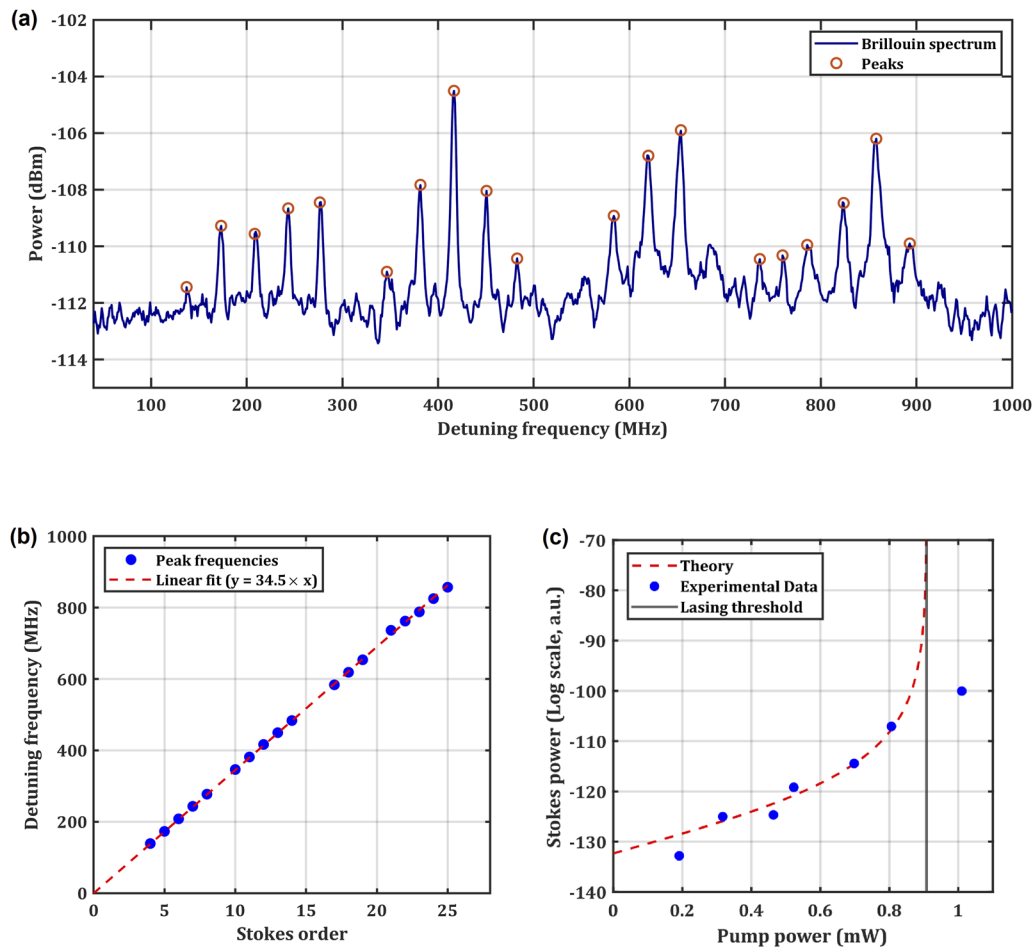 (a)
-102
-104
-106
-108
-110
-112
-114
Power (dBm)
Brillouin spectrum
Peaks
100 200 300 400 500 600 700 800 900 1000
Detuning frequency (MHz)
(b)
1000
800
600
400
200
0
Detuning frequency (MHz)
Peak frequencies
Linear fit (y = 34.5 × x)
0 5 10 15 20 25
Stokes order
(c)
-70
-80
-90
-100
-110
-120
-130
-140
Stokes power (Log scale, a.u.)
Theory
Experimental Data
Lasing threshold
0 0.2 0.4 0.6 0.8 1
Pump power (mW)